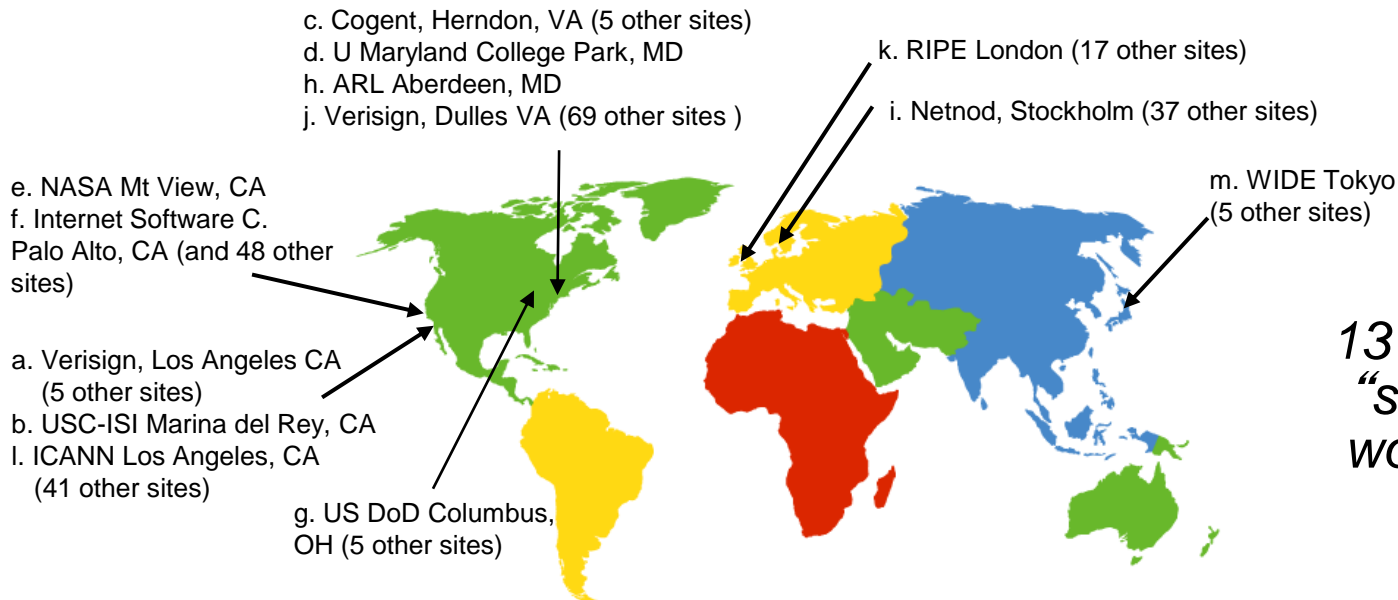 c. Cogent, Herndon, VA (5 other sites)
d. U Maryland College Park, MD
h. ARL Aberdeen, MD
j. Verisign, Dulles VA (69 other sites )
k. RIPE London (17 other sites)
i. Netnod, Stockholm (37 other sites)
m. WIDE Tokyo
(5 other sites)
e. NASA Mt View, CA
f. Internet Software C.
Palo Alto, CA (and 48 other
sites)
a. Verisign, Los Angeles CA
(5 other sites)
b. USC-ISI Marina del Rey, CA
l. ICANN Los Angeles, CA
(41 other sites)
g. US DoD Columbus,
OH (5 other sites)
13